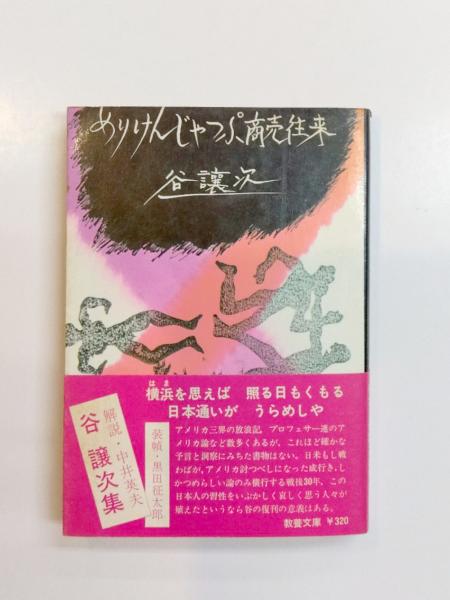 めりけんじゃっぷ商売往来
谷譲次
横浜を思えば 照る日もくもる
はま
日本通いが うらめしや
アメリカ三界の放浪記、プロフェサー連のア
メリカ論など数多くあるが、これほど確かな
予言と洞察にみちた書物はない。日米もし戦
わばが、アメリカ討つべしになった成行き、し
かつめらしい論のみ横行する戦後30年、この
日本人の習性をいぶかしく哀しく思う人々が
殖えたというなら谷の復刊の意義はある。
教養文庫 ¥320
装幀・黒田征太郎
解説・中井英夫
谷譲次集